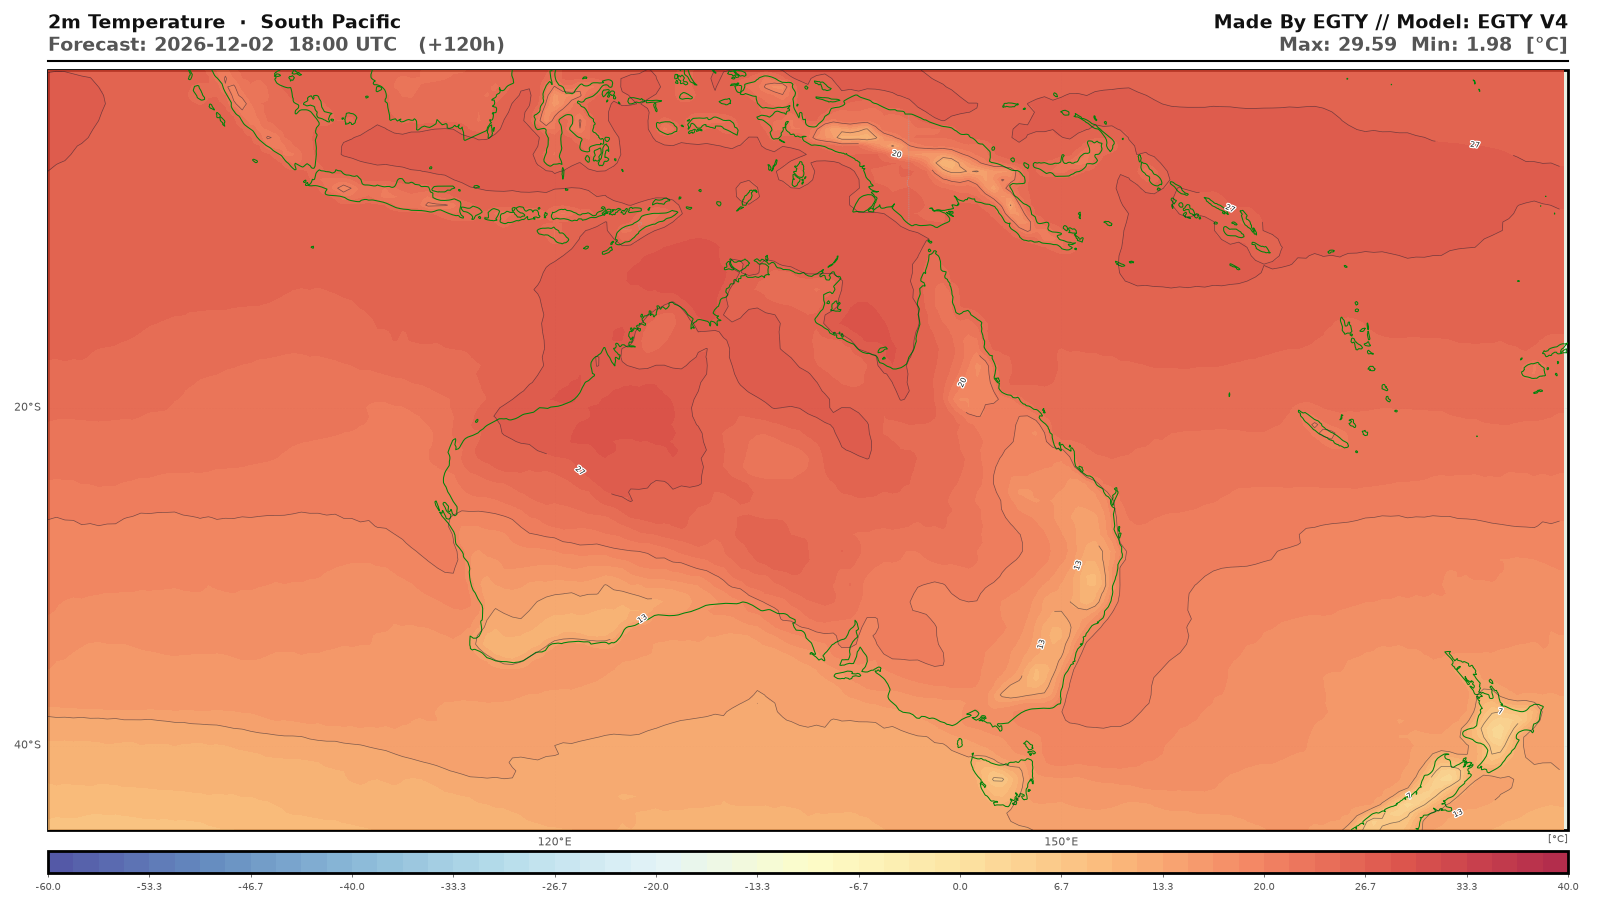 2m Temperature · South Pacific
Made By EGTY // Model: EGTY V4
Forecast: 2026-12-02 18:00 UTC (+120h)
Max: 29.59 Min: 1.98 [°C]
27
20
27
20
27
13
13
13
7
7
13
20°S
40°S
120°E
150°E
[°C]
-60.0 -53.3 -46.7 -40.0 -33.3 -26.7 -20.0 -13.3 -6.7 0.0 6.7 13.3 20.0 26.7 33.3 40.0